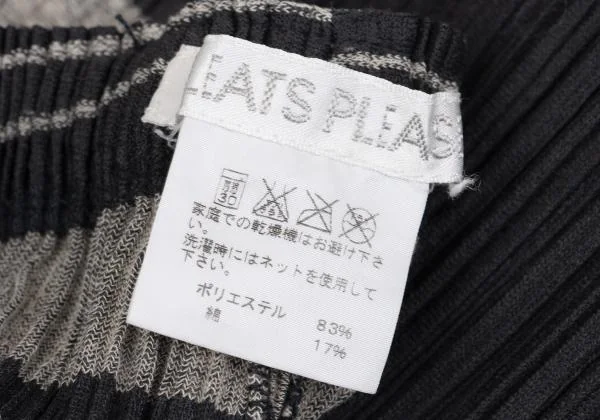 LEATS PLEAS
家庭での乾燥機はお避け下さ
い。
洗濯時にはネットを使用して
下さい。
ポリエステル 83%
綿 17%